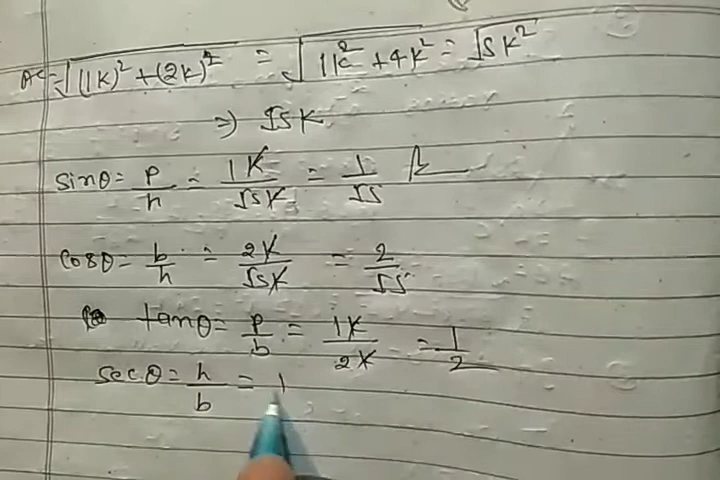 AC = √(1K)² + (2K)² = √1K² + 4K² = √5K²
⇒ √5K
sinθ = P/h = 1K/√5K = 1/√5
cosθ = b/h = 2K/√5K = 2/√5
tanθ = P/b = 1K/2K = 1/2
secθ = h/b =